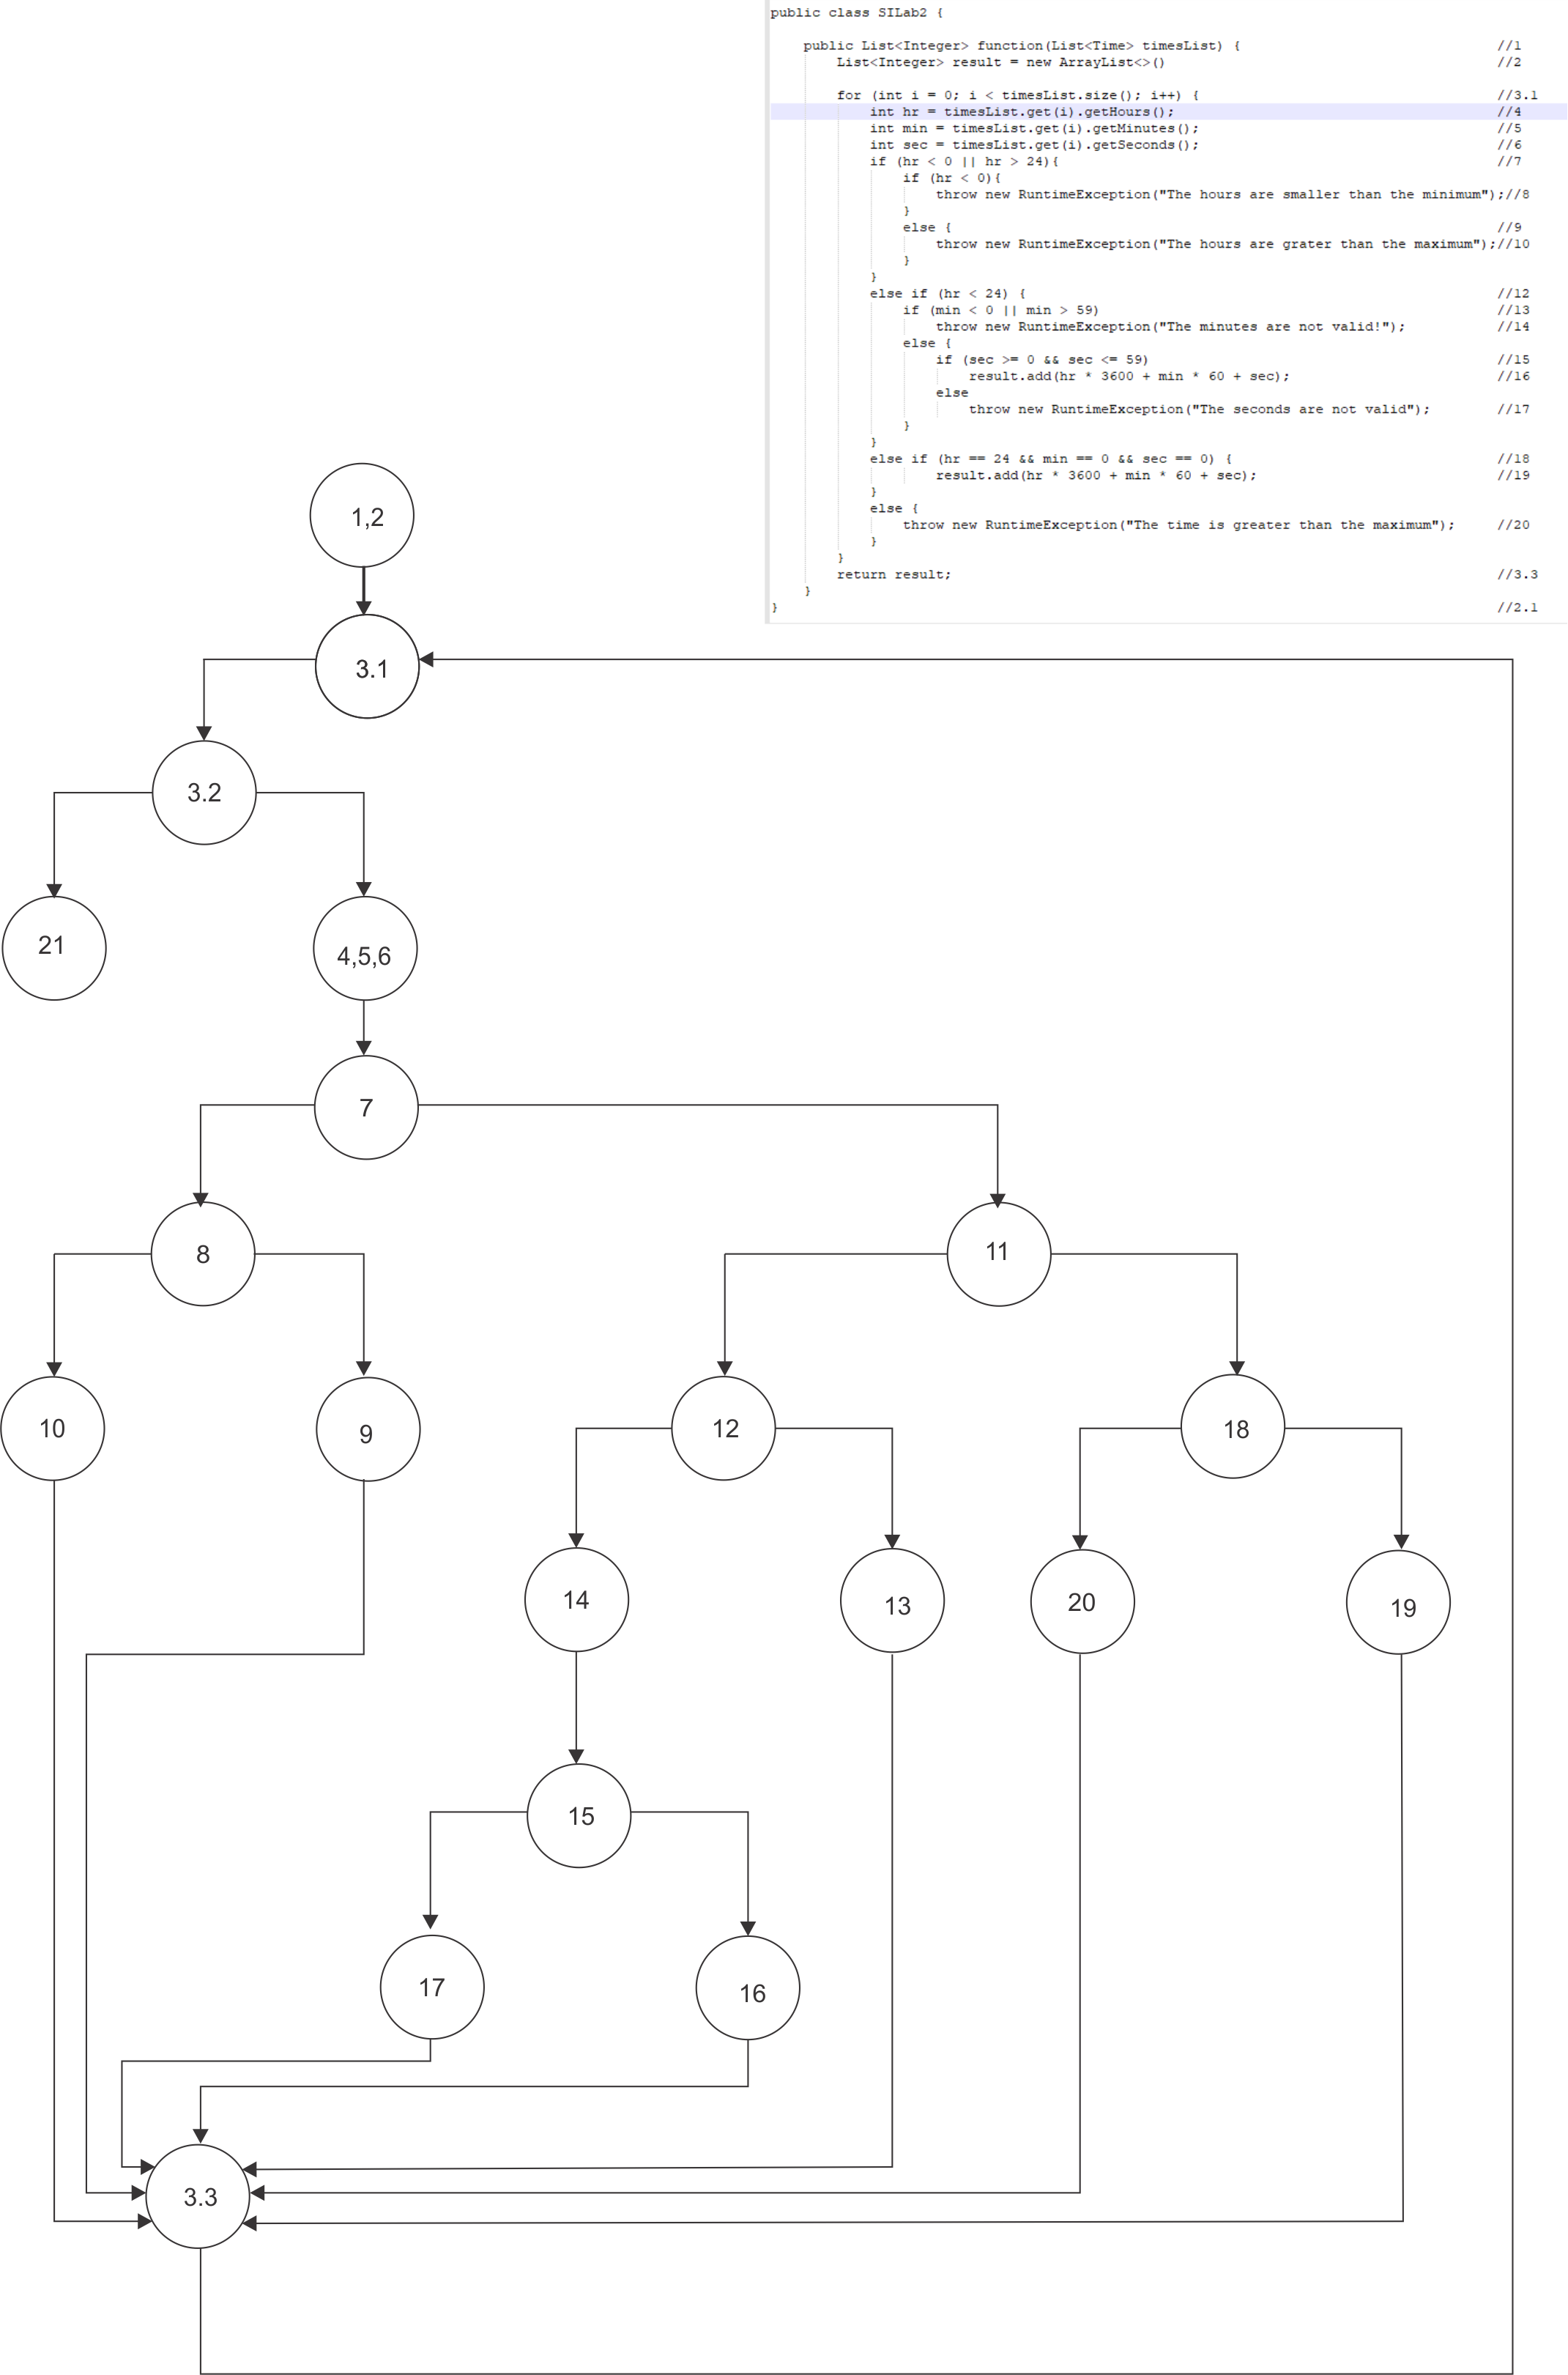 public class SILab2 {
public List<Integer> function(List<Time> timesList) { //1
List<Integer> result = new ArrayList<>() //2
for (int i = 0; i < timesList.size(); i++) { //3.1
int hr = timesList.get(i).getHours(); //4
int min = timesList.get(i).getMinutes(); //5
int sec = timesList.get(i).getSeconds(); //6
if (hr < 0 || hr > 24){ //7
if (hr < 0){
throw new RuntimeException("The hours are smaller than the minimum");//8
}
else { //9
throw new RuntimeException("The hours are grater than the maximum");//10
}
}
else if (hr < 24) { //12
if (min < 0 || min > 59) //13
throw new RuntimeException("The minutes are not valid!"); //14
else {
if (sec >= 0 && sec <= 59) //15
result.add(hr * 3600 + min * 60 + sec); //16
else
throw new RuntimeException("The seconds are not valid"); //17
}
}
else if (hr == 24 && min == 0 && sec == 0) { //18
result.add(hr * 3600 + min * 60 + sec); //19
}
else {
throw new RuntimeException("The time is greater than the maximum"); //20
}
}
return result; //3.3
}
} //2.1
1,2
3.1
3.2
21
4,5,6
7
8
11
10
9
12
18
14
13
20
19
15
17
16
3.3